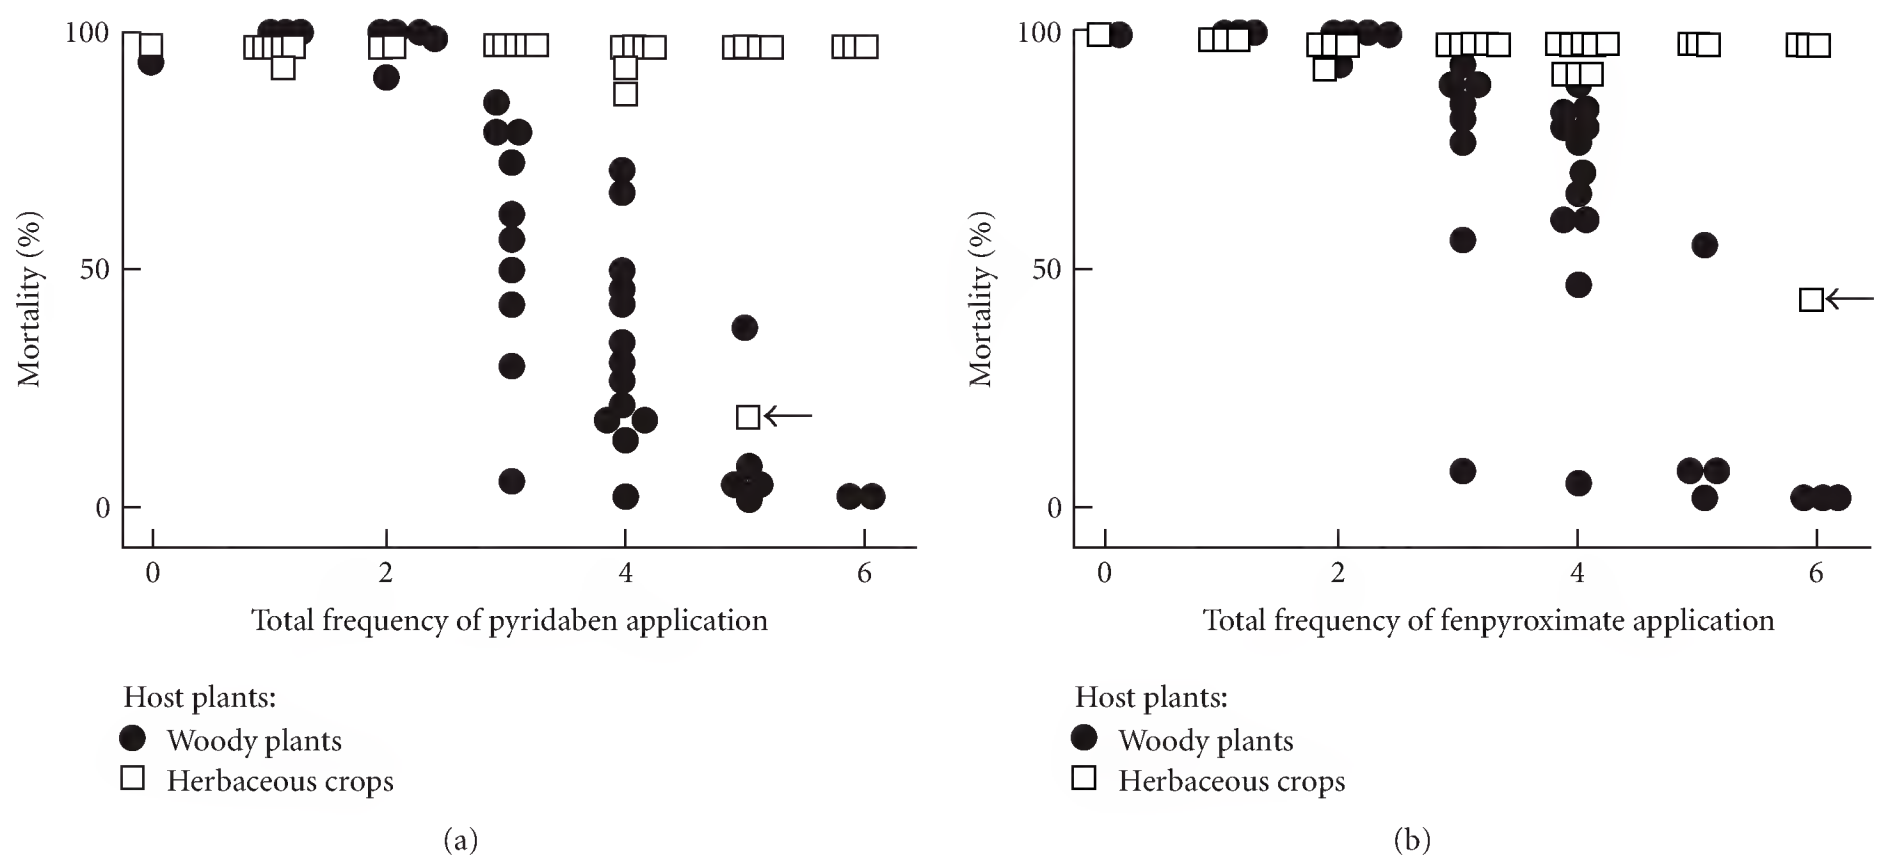 100
50
0
Mortality (%)
0 2 4 6
Total frequency of pyridaben application
Host plants:
Woody plants
Herbaceous crops
(a)
100
50
0
Mortality (%)
0 2 4 6
Total frequency of fenpyroximate application
Host plants:
Woody plants
Herbaceous crops
(b)